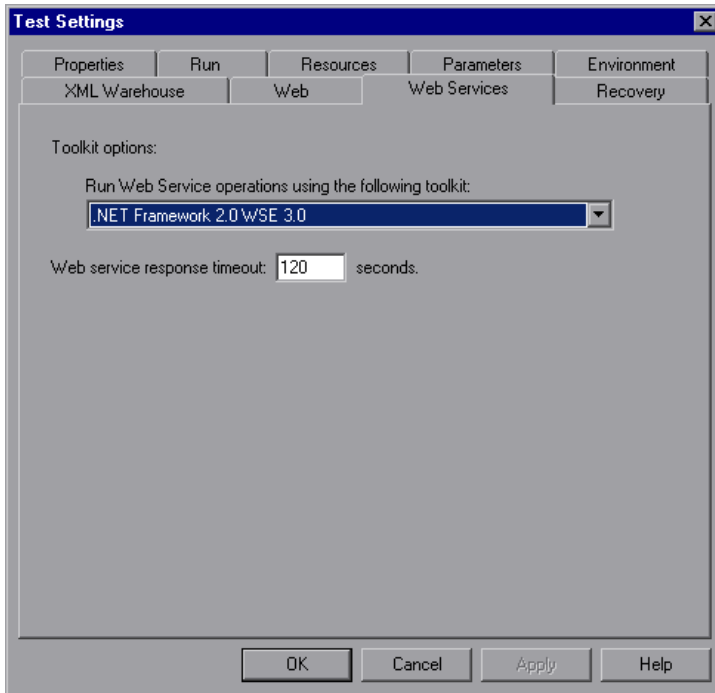 Test Settings
Properties Run Resources Parameters Environment
XML Warehouse Web Web Services Recovery
Toolkit options:
Run Web Service operations using the following toolkit:
.NET Framework 2.0 WSE 3.0
Web service response timeout: 120 seconds.
OK Cancel Apply Help